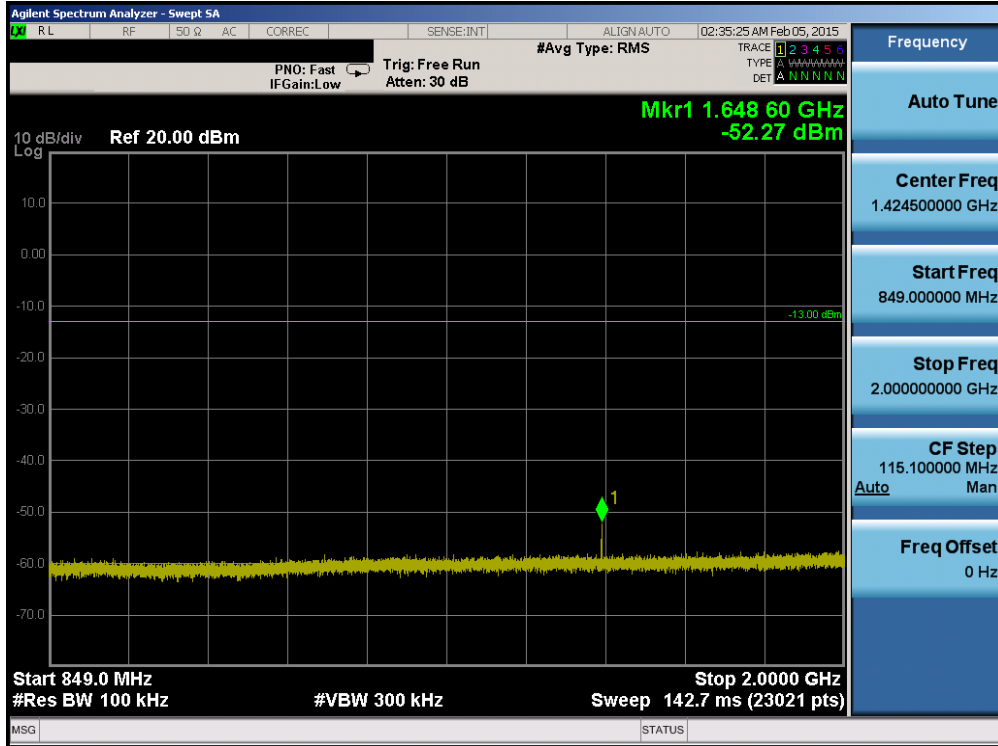 Agilent Spectrum Analyzer - Swept SA
LXI RL RF 50 Ω AC CORREC SENSE:INT ALIGN AUTO 02:35:25 AM Feb 05, 2015
#Avg Type: RMS TRACE 1 2 3 4 5 6
PNO: Fast Trig: Free Run TYPE A WWWWW
IFGain:Low Atten: 30 dB DET A N N N N N
Mkr1 1.648 60 GHz
-52.27 dBm
10 dB/div Ref 20.00 dBm
Log
10.0
0.00
-10.0
-13.00 dBm
-20.0
-30.0
-40.0
1
-50.0
-60.0
-70.0
Start 849.0 MHz Stop 2.0000 GHz
#Res BW 100 kHz #VBW 300 kHz Sweep 142.7 ms (23021 pts)
MSG STATUS
Frequency
Auto Tune
Center Freq
1.424500000 GHz
Start Freq
849.000000 MHz
Stop Freq
2.000000000 GHz
CF Step
115.100000 MHz
Auto Man
Freq Offset
0 Hz